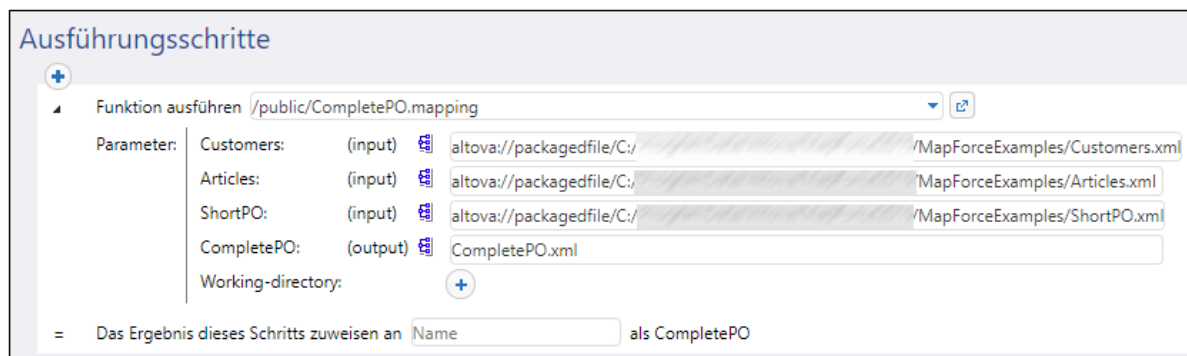 Ausführungsschritte
Funktion ausführen /public/CompletePO.mapping
Parameter: Customers: (input) altova://packagedfile/C:/ /MapForceExamples/Customers.xml
Articles: (input) altova://packagedfile/C:/ /MapForceExamples/Articles.xml
ShortPO: (input) altova://packagedfile/C:/ /MapForceExamples/ShortPO.xml
CompletePO: (output) CompletePO.xml
Working-directory:
= Das Ergebnis dieses Schritts zuweisen an Name als CompletePO